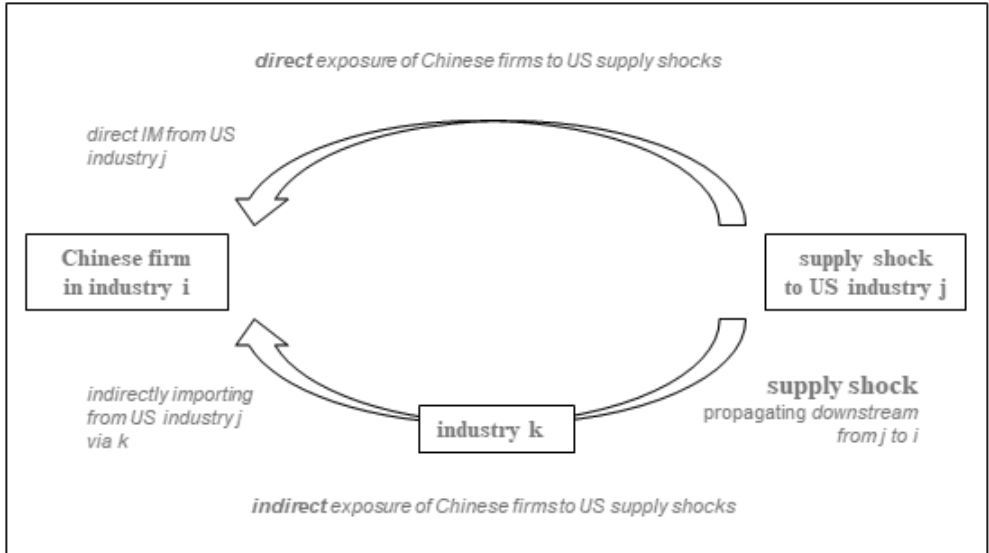 direct exposure of Chinese firms to US supply shocks
direct IM from US
industry j
Chinese firm
in industry i
supply shock
to US industry j
indirectly importing
from US industry j
via k
industry k
supply shock
propagating downstream
from j to i
indirect exposure of Chinese firms to US supply shocks